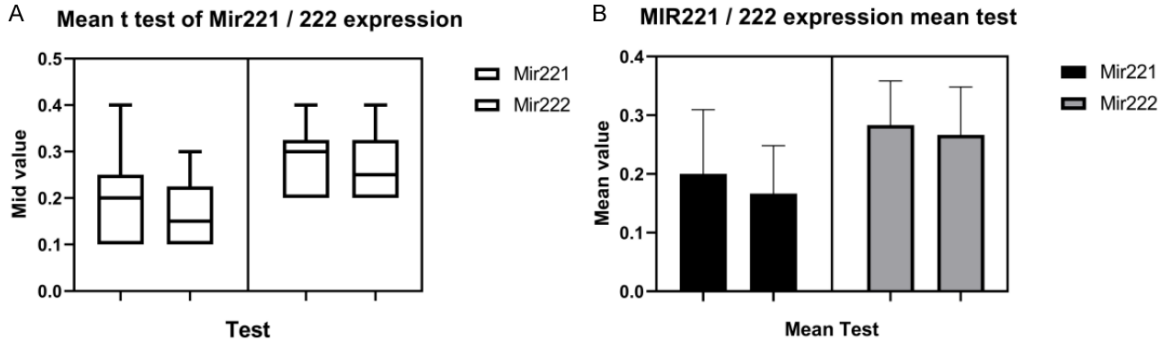 A
Mean t test of Mir221 / 222 expression
Mid value
0.5
0.4
0.3
0.2
0.1
0.0
Test
Mir221
Mir222
B
MIR221 / 222 expression mean test
Mean value
0.4
0.3
0.2
0.1
0.0
Mean Test
Mir221
Mir222